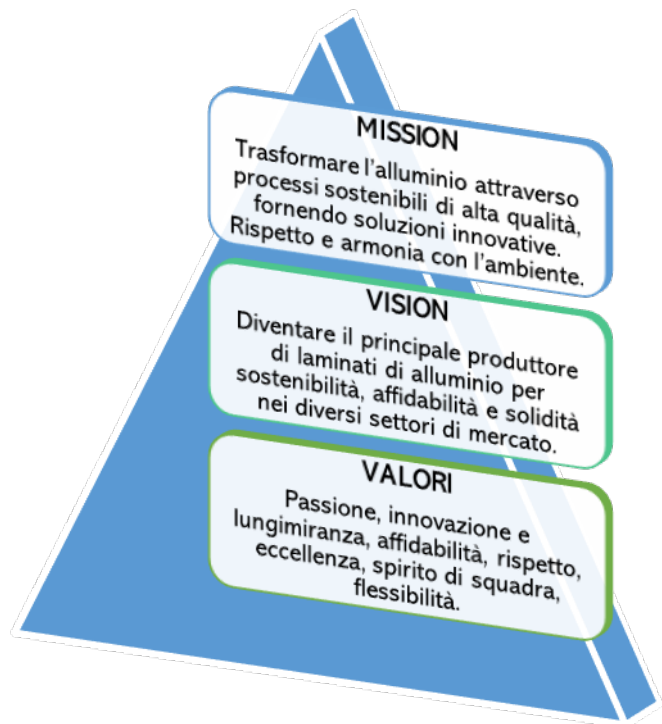 MISSION
Trasformare l'alluminio attraverso
processi sostenibili di alta qualità,
fornendo soluzioni innovative.
Rispetto e armonia con l'ambiente.
VISION
Diventare il principale produttore
di laminati di alluminio per
sostenibilità, affidabilità e solidità
nei diversi settori di mercato.
VALORI
Passione, innovazione e
lungimiranza, affidabilità, rispetto,
eccellenza, spirito di squadra,
flessibilità.